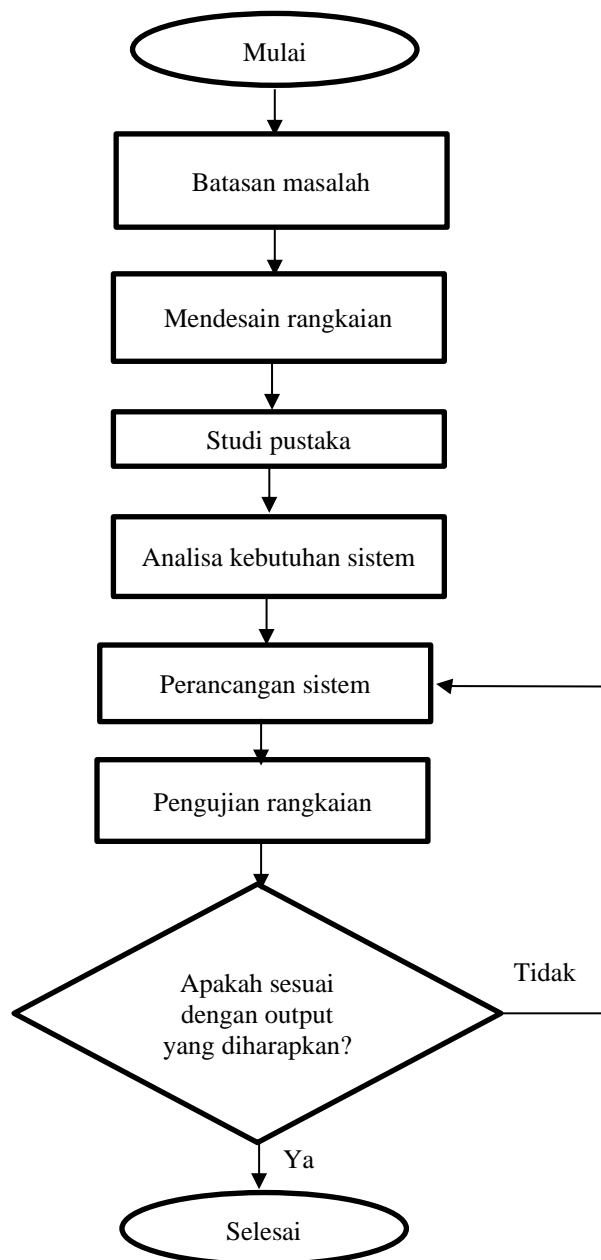 Mulai
Batasan masalah
Mendesain rangkaian
Studi pustaka
Analisa kebutuhan sistem
Perancangan sistem
Pengujian rangkaian
Apakah sesuai
dengan output
yang diharapkan?
Tidak
Ya
Selesai